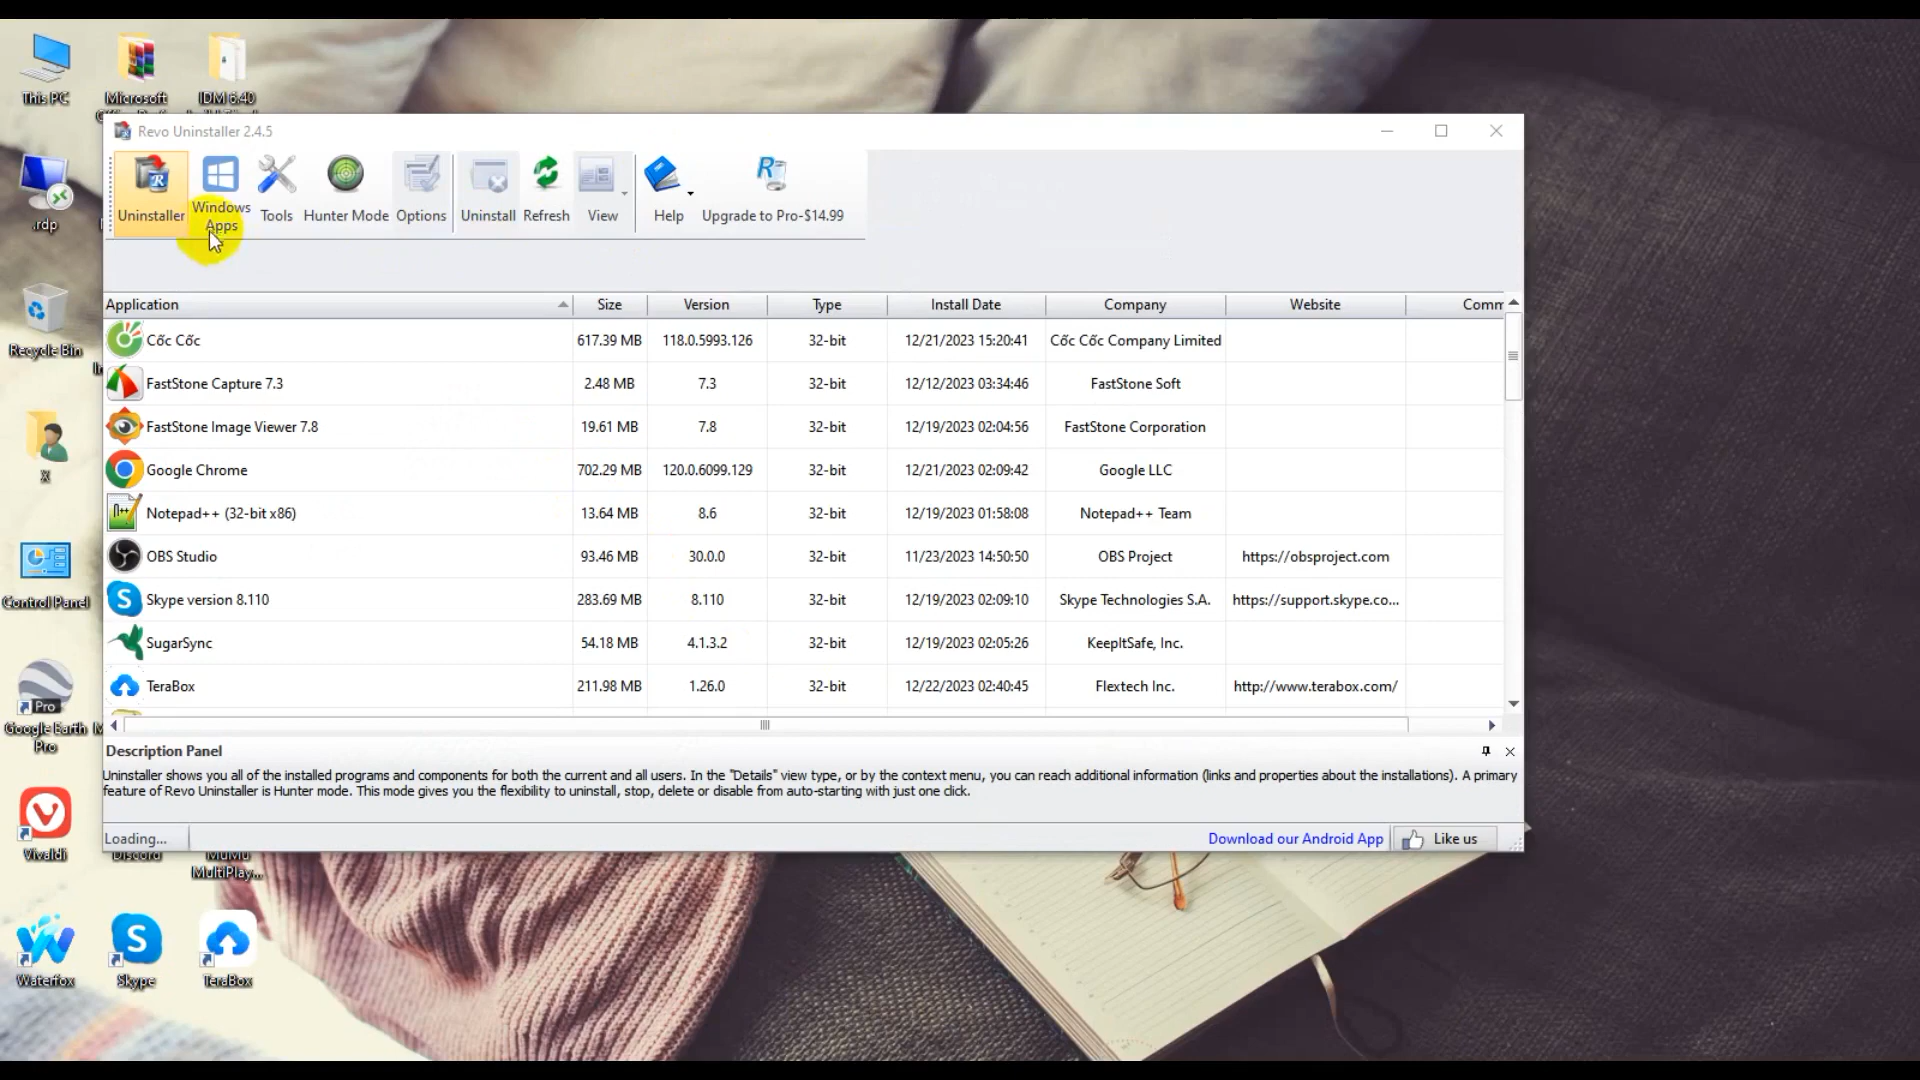 This PC
Microsoft
IDM 6.40
Revo Uninstaller 2.4.5
Uninstaller
Windows
Apps
Tools
Hunter Mode
Options
Uninstall
Refresh
View
Help
Upgrade to Pro-$14.99
.rdp
Recycle Bin
X
Control Panel
Google Earth
Pro
Vivaldi
Discord
MuMu
MultiPlay...
Waterfox
Skype
TeraBox
Application Size Version Type Install Date Company Website Comm
Cốc Cốc 617.39 MB 118.0.5993.126 32-bit 12/21/2023 15:20:41 Cốc Cốc Company Limited
FastStone Capture 7.3 2.48 MB 7.3 32-bit 12/12/2023 03:34:46 FastStone Soft
FastStone Image Viewer 7.8 19.61 MB 7.8 32-bit 12/19/2023 02:04:56 FastStone Corporation
Google Chrome 702.29 MB 120.0.6099.129 32-bit 12/21/2023 02:09:42 Google LLC
Notepad++ (32-bit x86) 13.64 MB 8.6 32-bit 12/19/2023 01:58:08 Notepad++ Team
OBS Studio 93.46 MB 30.0.0 32-bit 11/23/2023 14:50:50 OBS Project https://obsproject.com
Skype version 8.110 283.69 MB 8.110 32-bit 12/19/2023 02:09:10 Skype Technologies S.A. https://support.skype.co...
SugarSync 54.18 MB 4.1.3.2 32-bit 12/19/2023 02:05:26 KeepItSafe, Inc.
TeraBox 211.98 MB 1.26.0 32-bit 12/22/2023 02:40:45 Flextech Inc. http://www.terabox.com/
Description Panel
Uninstaller shows you all of the installed programs and components for both the current and all users. In the "Details" view type, or by the context menu, you can reach additional information (links and properties about the installations). A primary
feature of Revo Uninstaller is Hunter mode. This mode gives you the flexibility to uninstall, stop, delete or disable from auto-starting with just one click.
Loading...
Download our Android App
Like us